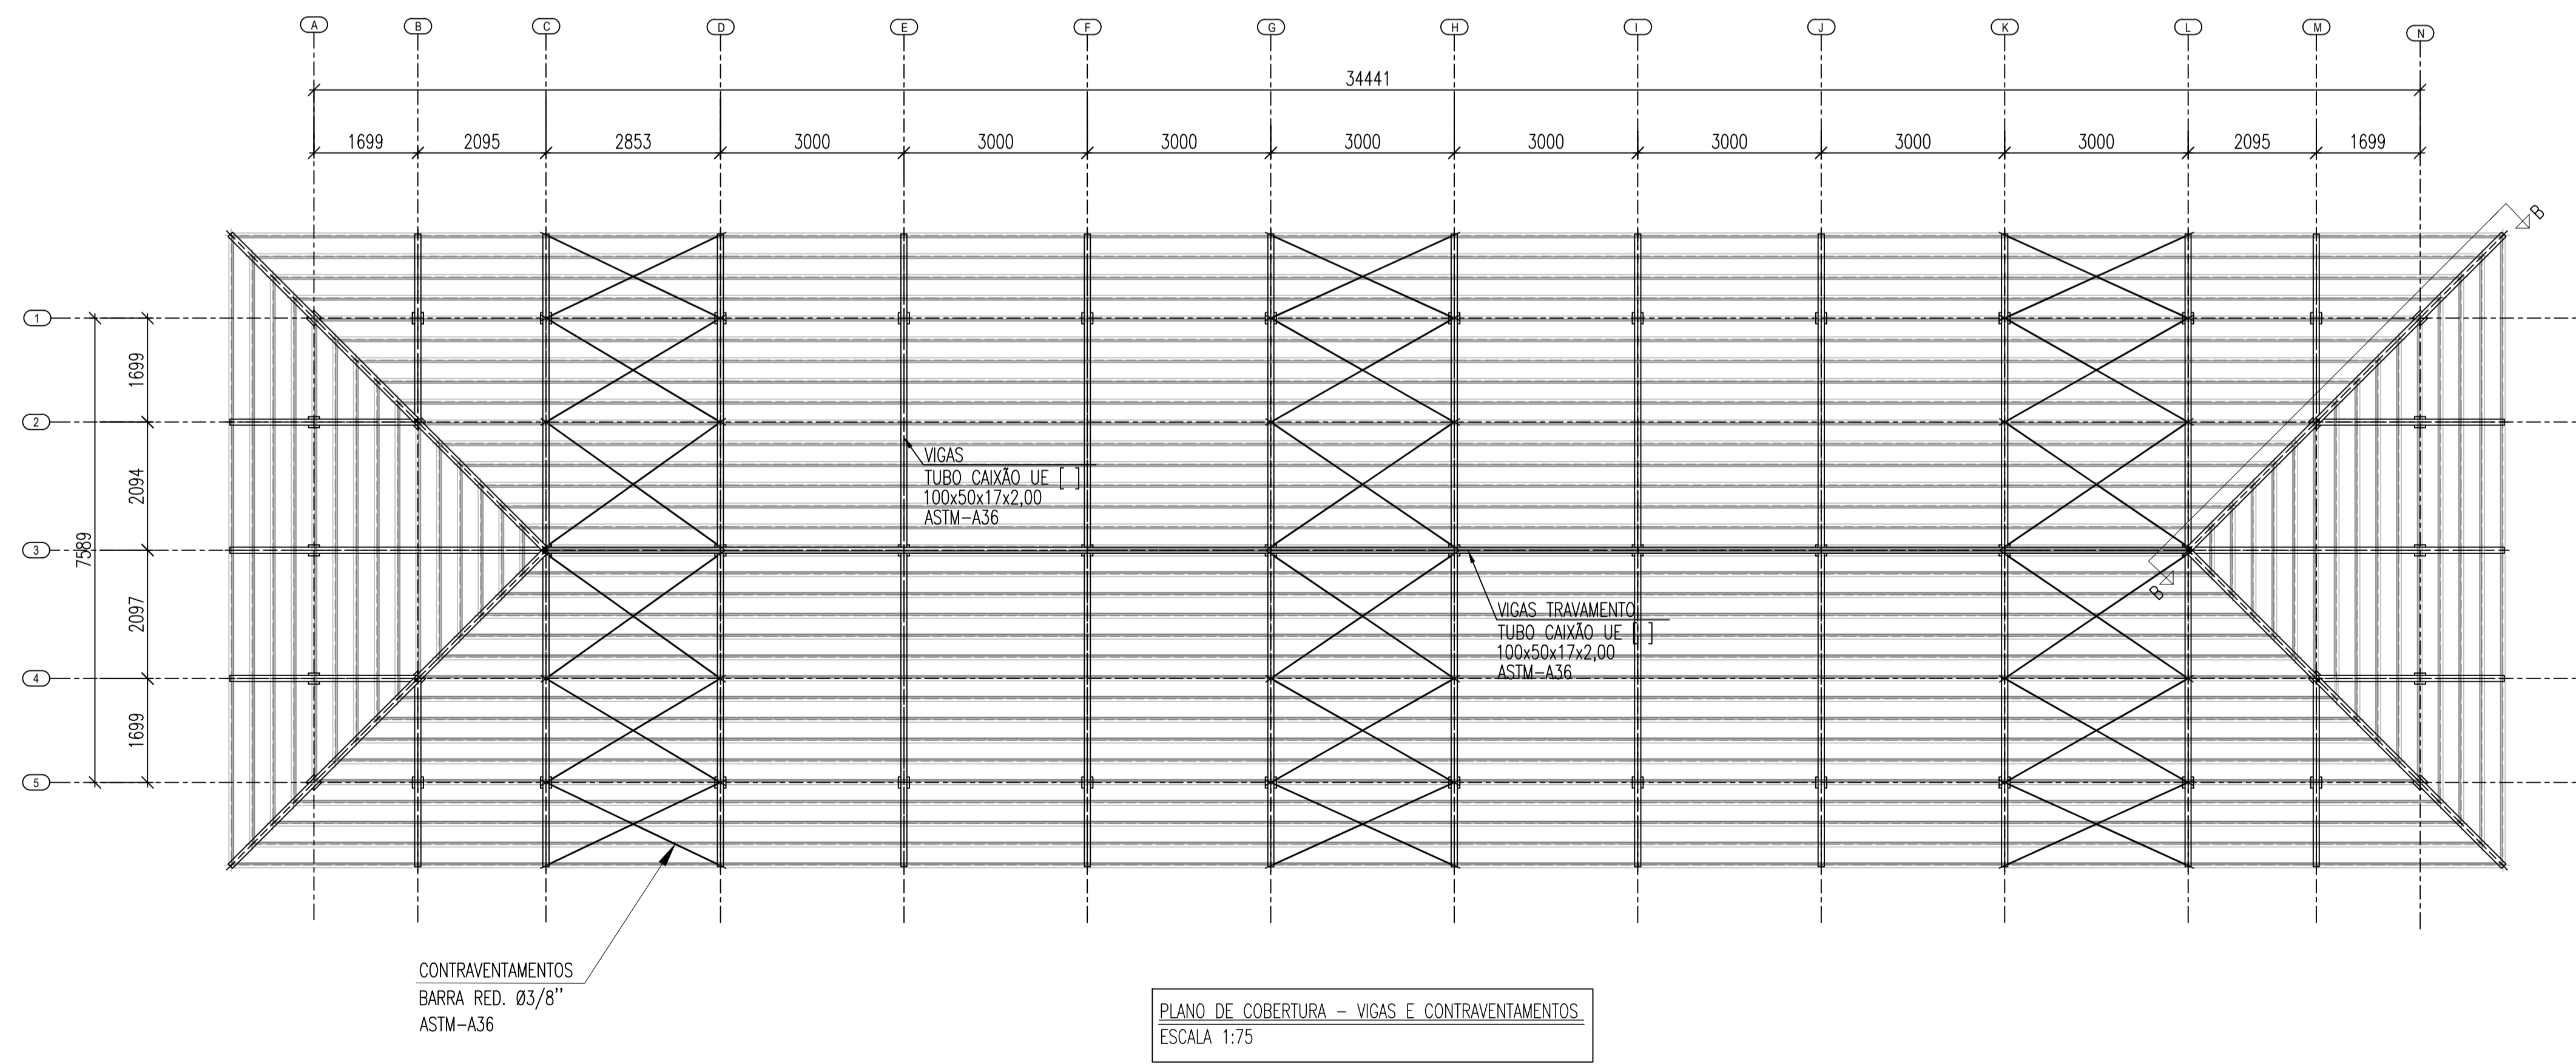 A B C D E F G H I J K L M N
34441
1699 2095 2853 3000 3000 3000 3000 3000 3000 3000 3000 2095 1699
B
1
1699
2
VIGAS
TUBO CAIXÃO UE [ ]
100x50x17x2,00
ASTM-A36
2094
3
7589
B
2097
VIGAS TRAVAMENTO
TUBO CAIXÃO UE [ ]
100x50x17x2,00
ASTM-A36
4
1699
5
CONTRAVENTAMENTOS
BARRA RED. Ø3/8"
ASTM-A36
PLANO DE COBERTURA - VIGAS E CONTRAVENTAMENTOS
ESCALA 1:75